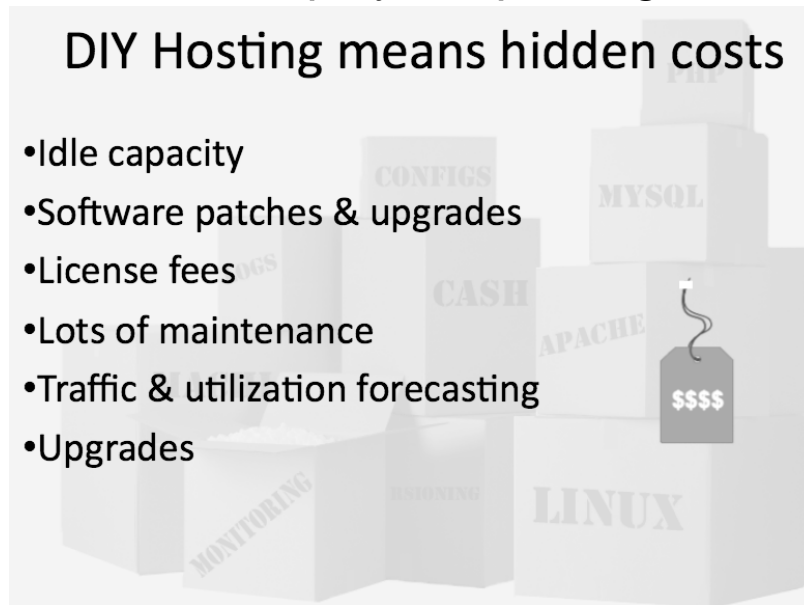 DIY Hosting means hidden costs
PHP
•Idle capacity
CONFIGS
MYSQL
•Software patches & upgrades
•License fees
CASH
•Lots of maintenance
APACHE
•Traffic & utilization forecasting
$$$$
•Upgrades
MONITORING
LINUX